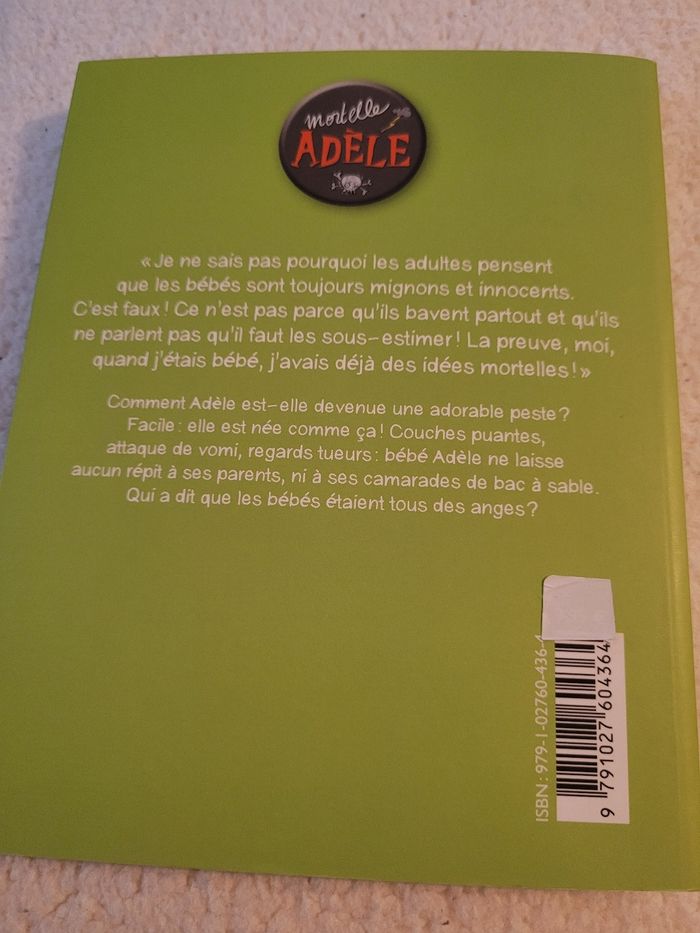 mortelle
ADÈLE
« Je ne sais pas pourquoi les adultes pensent
que les bébés sont toujours mignons et innocents.
C'est faux ! Ce n'est pas parce qu'ils bavent partout et qu'ils
ne parlent pas qu'il faut les sous-estimer ! La preuve, moi,
quand j'étais bébé, j'avais déjà des idées mortelles ! »
Comment Adèle est-elle devenue une adorable peste ?
Facile : elle est née comme ça ! Couches puantes,
attaque de vomi, regards tueurs : bébé Adèle ne laisse
aucun répit à ses parents, ni à ses camarades de bac à sable.
Qui a dit que les bébés étaient tous des anges ?
ISBN : 979-1-02760-436-4
9 791027 604364